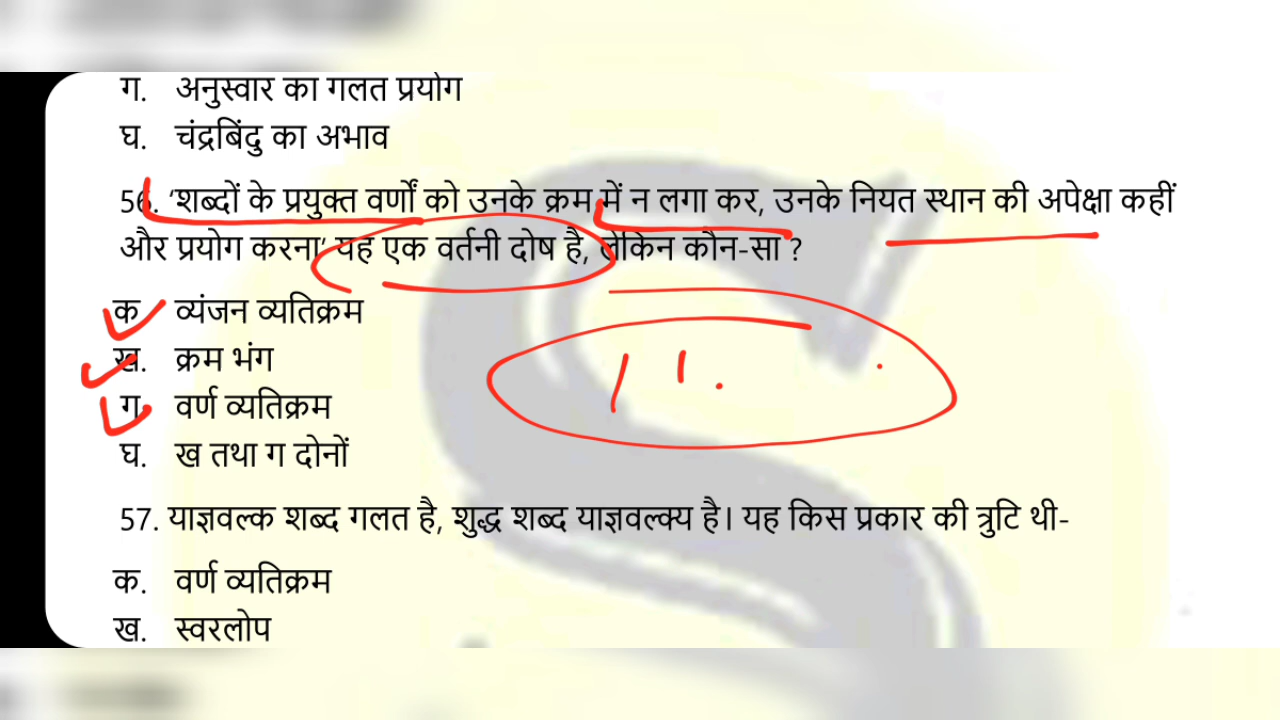 ग. अनुस्वार का गलत प्रयोग
घ. चंद्रबिंदु का अभाव
56. ‘शब्दों के प्रयुक्त वर्णों को उनके क्रम में न लगा कर, उनके नियत स्थान की अपेक्षा कहीं
और प्रयोग करना’ यह एक वर्तनी दोष है, लेकिन कौन-सा ?
क. व्यंजन व्यतिक्रम
ख. क्रम भंग
ग. वर्ण व्यतिक्रम
घ. ख तथा ग दोनों
57. याज्ञवल्क शब्द गलत है, शुद्ध शब्द याज्ञवल्क्य है। यह किस प्रकार की त्रुटि थी-
क. वर्ण व्यतिक्रम
ख. स्वरलोप